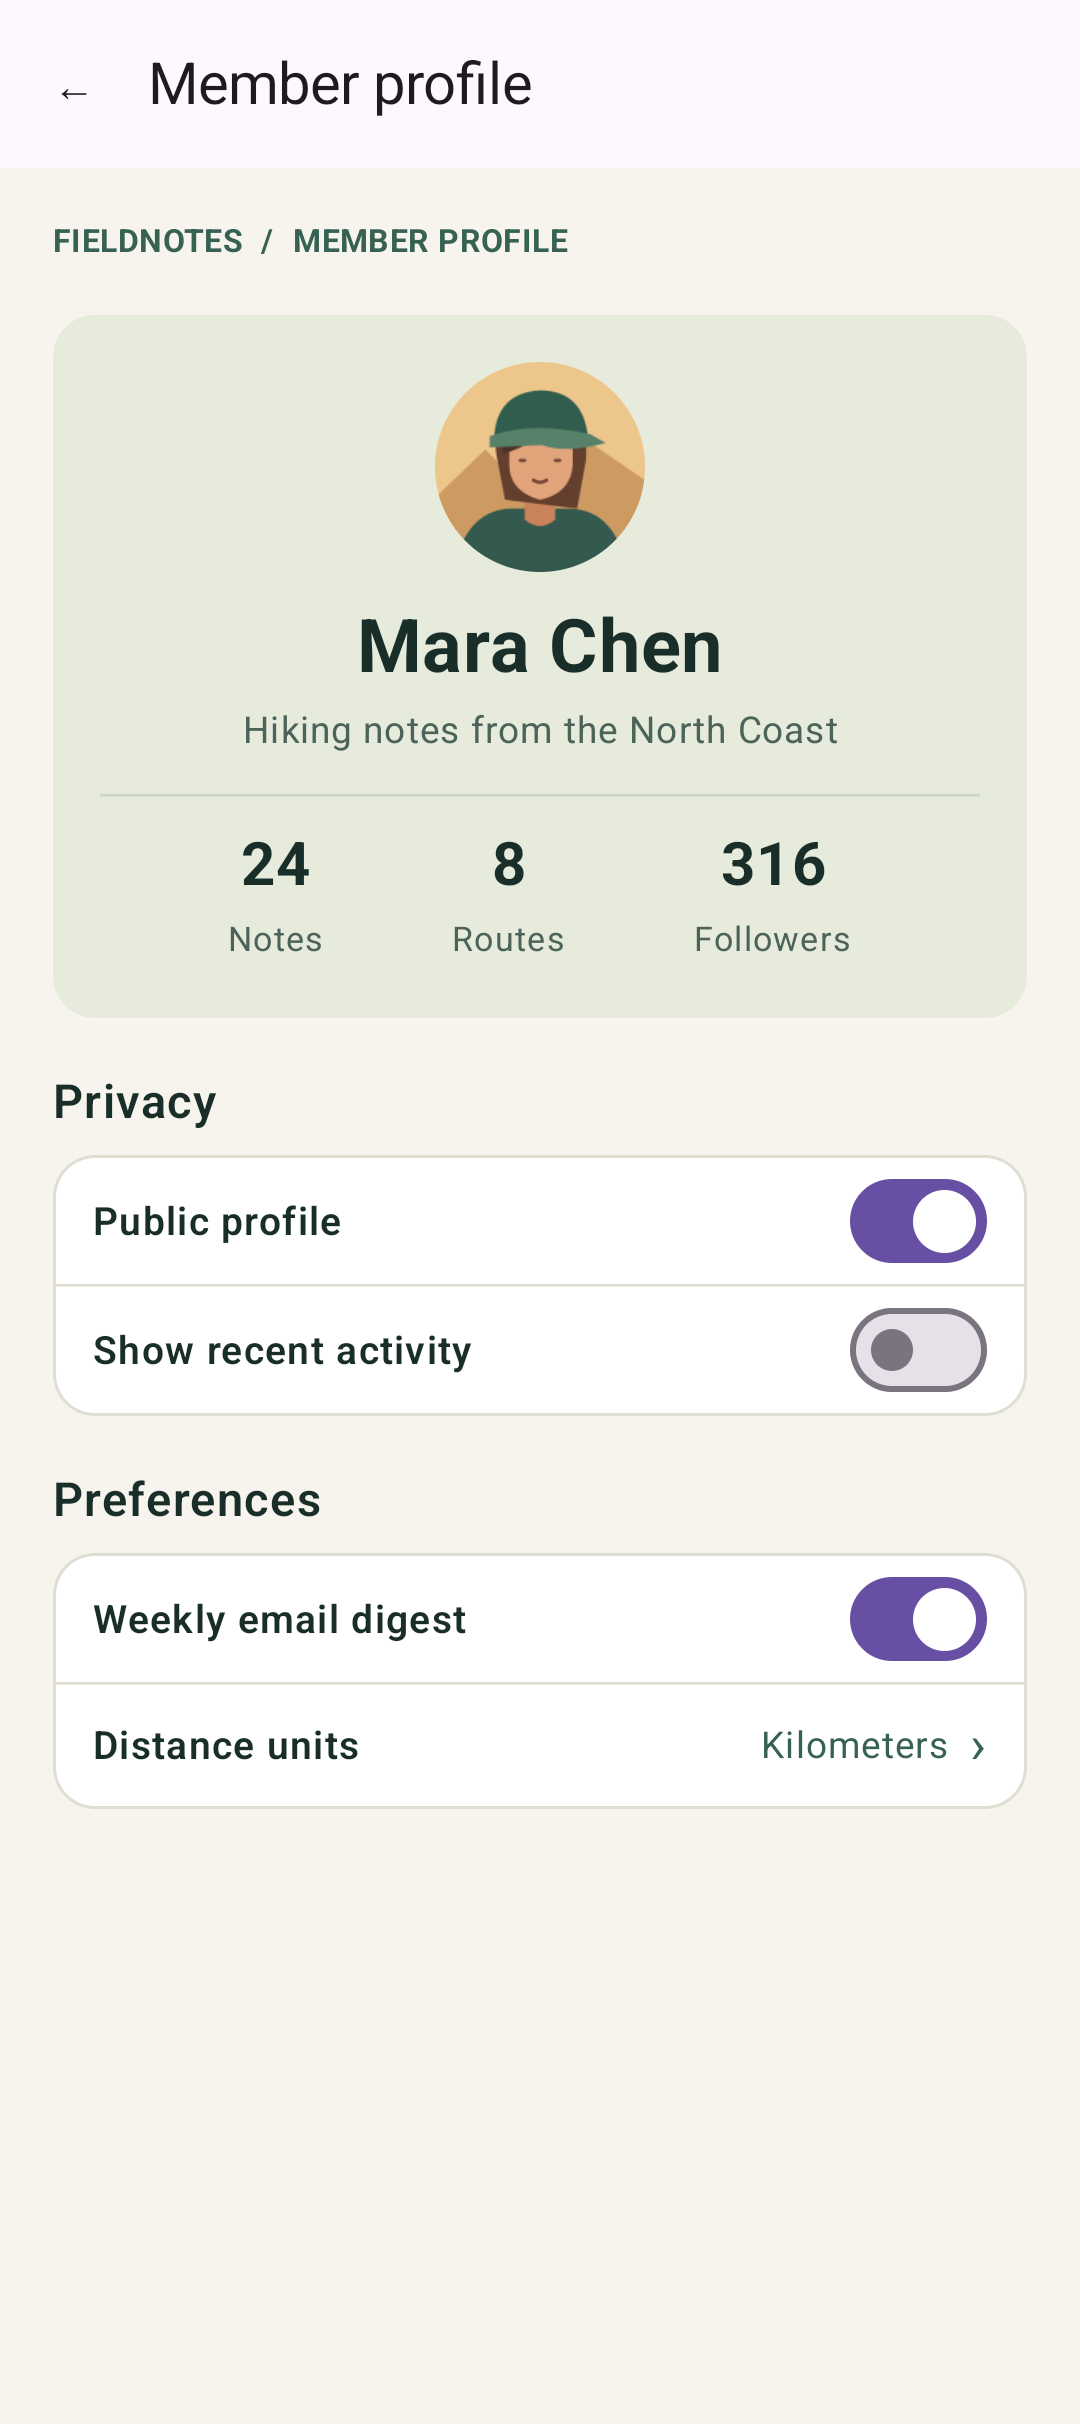 ← Member profile
FIELDNOTES / MEMBER PROFILE
Mara Chen
Hiking notes from the North Coast
24 8 316
Notes Routes Followers
Privacy
Public profile
Show recent activity
Preferences
Weekly email digest
Distance units Kilometers ›